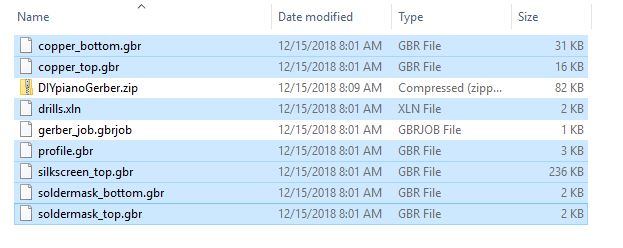 Name Date modified Type Size
copper_bottom.gbr 12/15/2018 8:01 AM GBR File 31 KB
copper_top.gbr 12/15/2018 8:01 AM GBR File 16 KB
DIYpianoGerber.zip 12/15/2018 8:09 AM Compressed (zipp... 82 KB
drills.xln 12/15/2018 8:01 AM XLN File 2 KB
gerber_job.gbrjob 12/15/2018 8:01 AM GBRJOB File 1 KB
profile.gbr 12/15/2018 8:01 AM GBR File 3 KB
silkscreen_top.gbr 12/15/2018 8:01 AM GBR File 236 KB
soldermask_bottom.gbr 12/15/2018 8:01 AM GBR File 2 KB
soldermask_top.gbr 12/15/2018 8:01 AM GBR File 2 KB